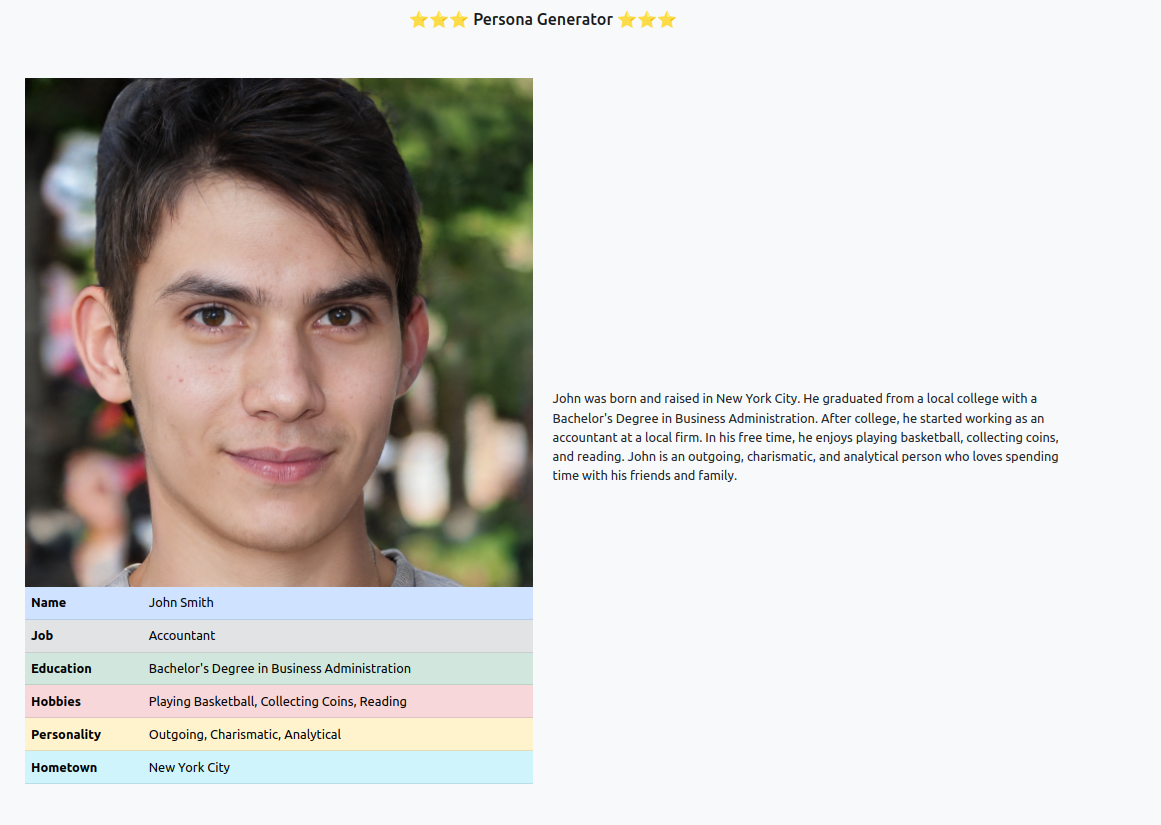 ⭐⭐⭐ Persona Generator ⭐⭐⭐
John was born and raised in New York City. He graduated from a local college with a
Bachelor's Degree in Business Administration. After college, he started working as an
accountant at a local firm. In his free time, he enjoys playing basketball, collecting coins,
and reading. John is an outgoing, charismatic, and analytical person who loves spending
time with his friends and family.
Name John Smith
Job Accountant
Education Bachelor's Degree in Business Administration
Hobbies Playing Basketball, Collecting Coins, Reading
Personality Outgoing, Charismatic, Analytical
Hometown New York City